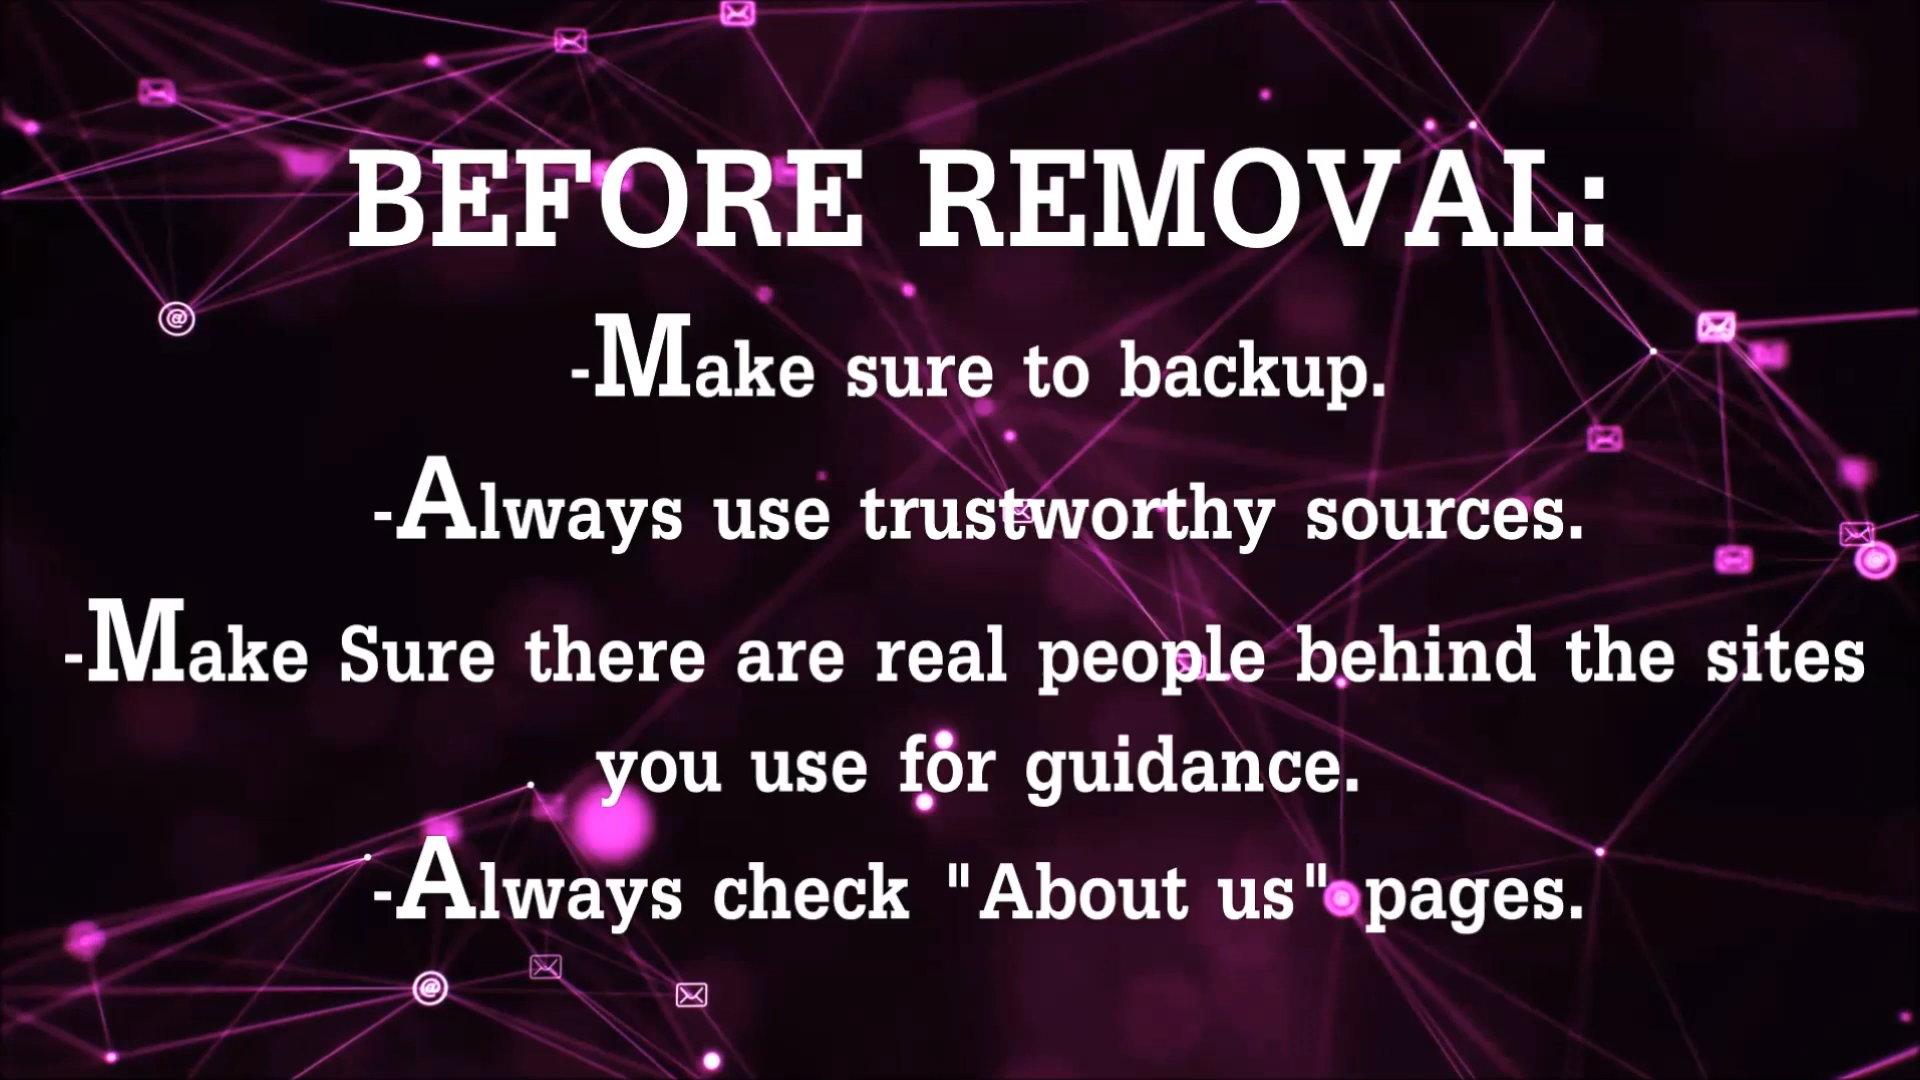 BEFORE REMOVAL:
-Make sure to backup.
-Always use trustworthy sources.
-Make Sure there are real people behind the sites
you use for guidance.
-Always check "About us" pages.